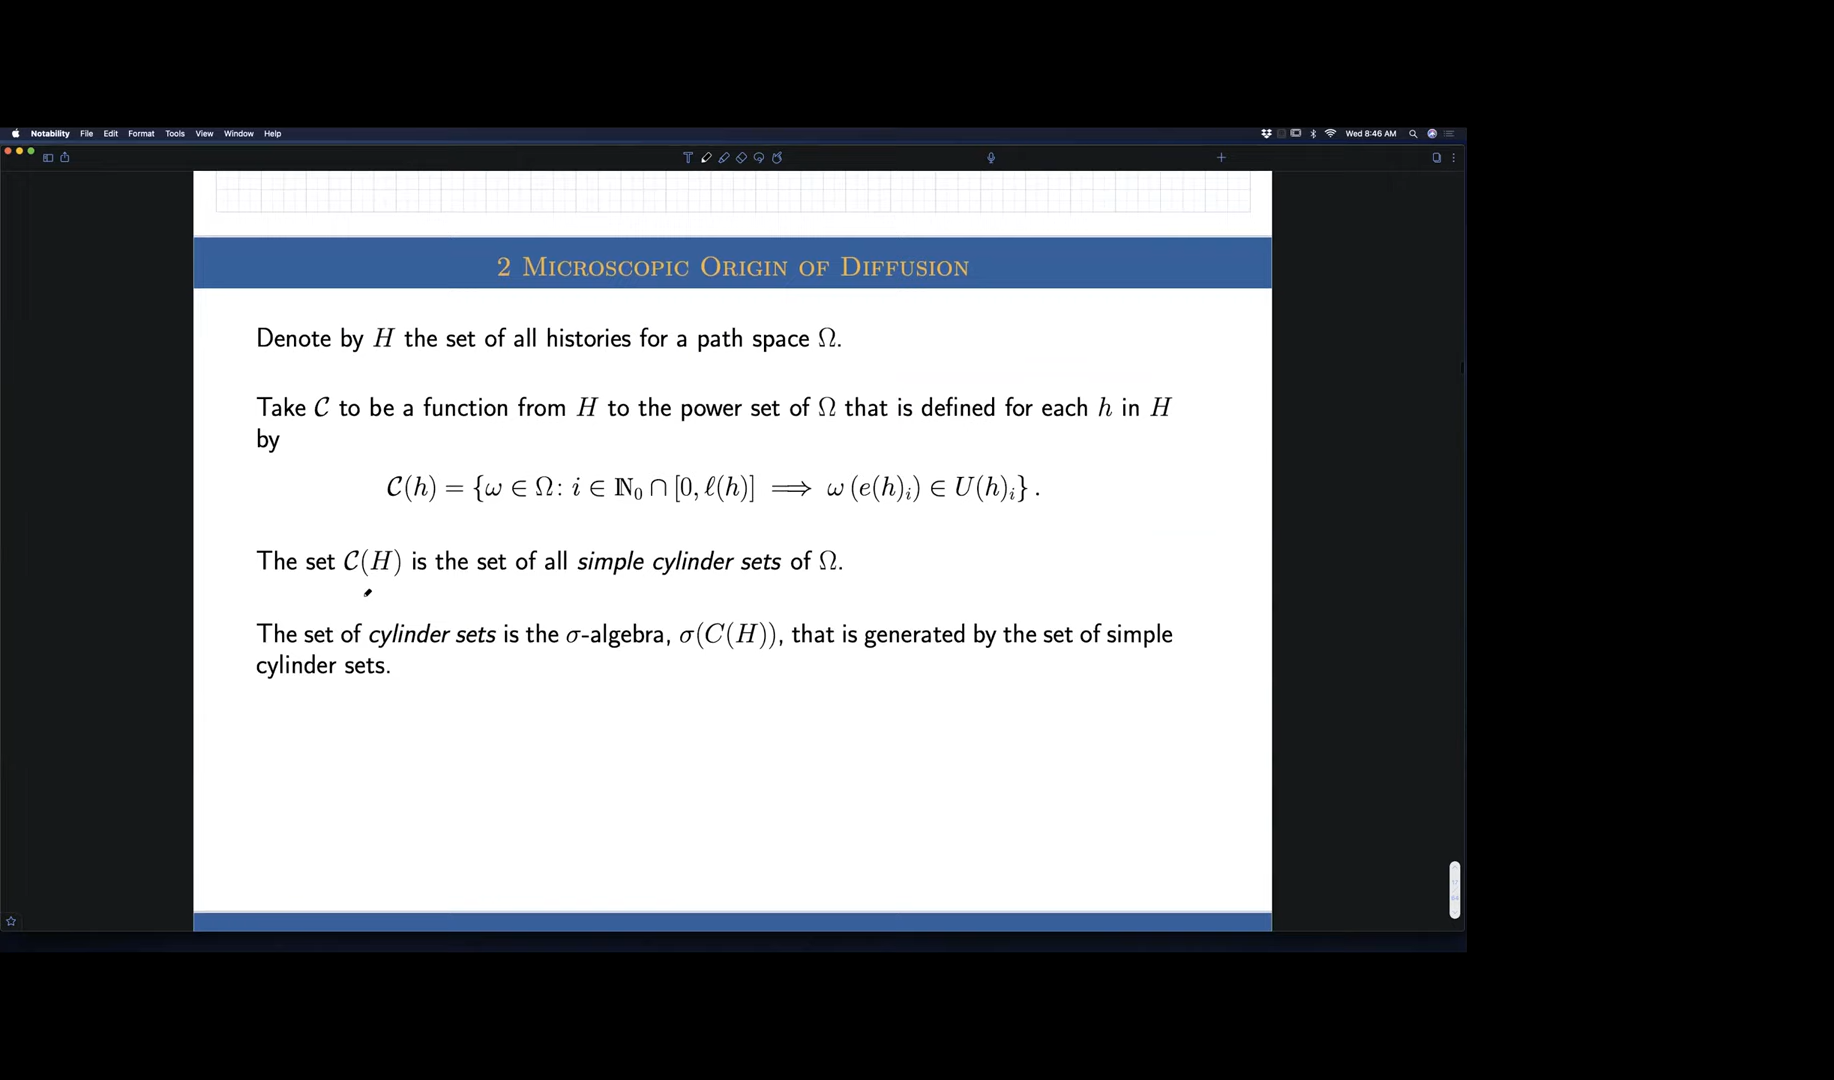 Notability File Edit Format Tools View Window Help Wed 8:46 AM
2 Microscopic Origin of Diffusion
Denote by H the set of all histories for a path space Ω.
Take 𝒞 to be a function from H to the power set of Ω that is defined for each h in H
by
𝒞(h) = {ω ∈ Ω: i ∈ ℕ₀ ∩ [0, ℓ(h)] ⟹ ω (e(h)ᵢ) ∈ U(h)ᵢ} .
The set 𝒞(H) is the set of all simple cylinder sets of Ω.
The set of cylinder sets is the σ-algebra, σ(C(H)), that is generated by the set of simple
cylinder sets.